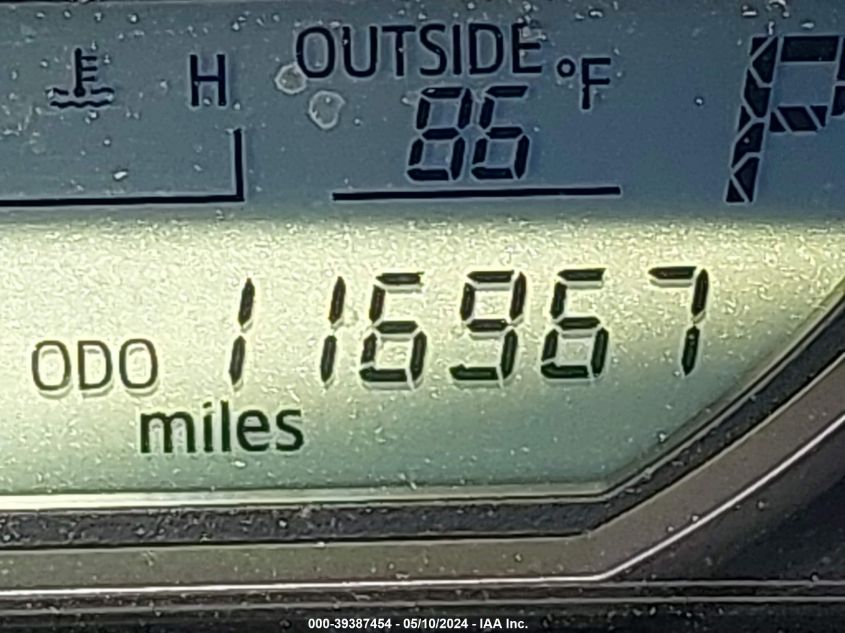 H OUTSIDE °F P
86
ODO 116967
miles
000-39387454 - 05/10/2024 - IAA Inc.